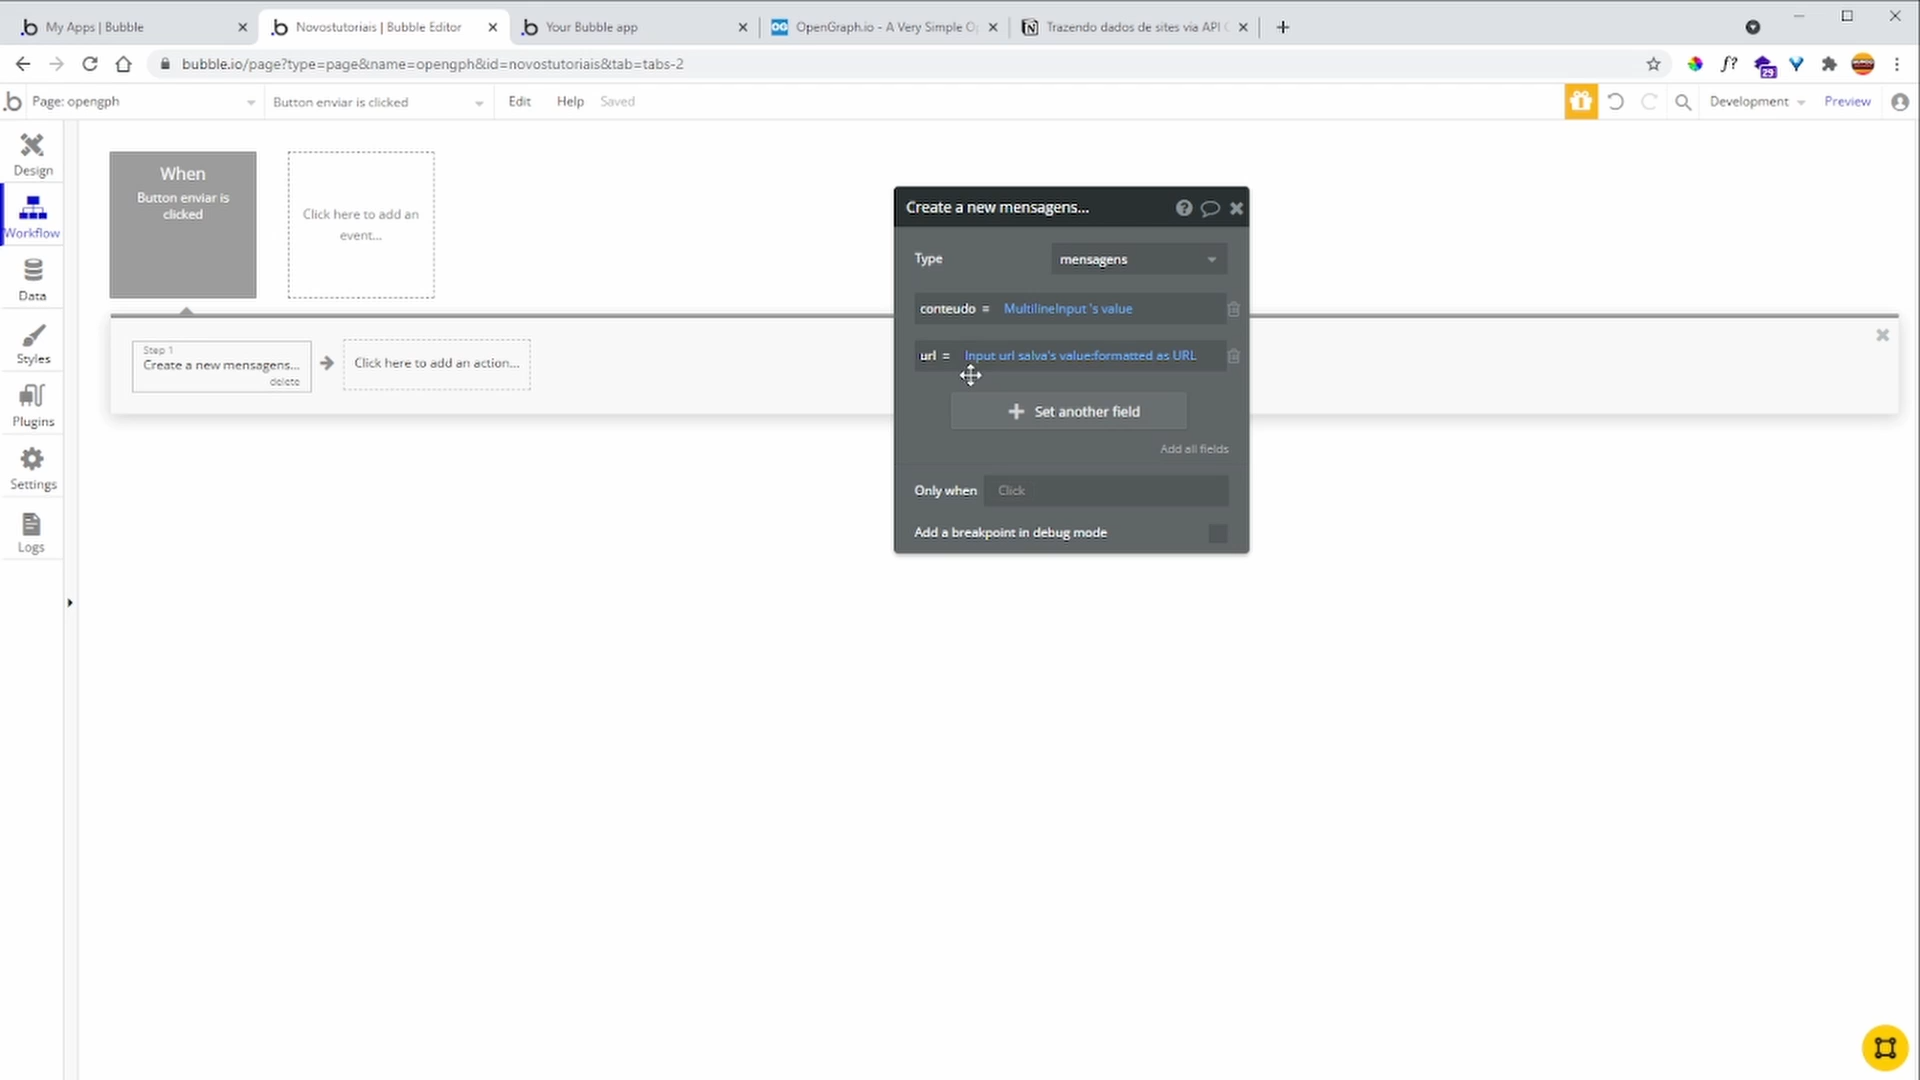 My Apps | Bubble
Novostutoriais | Bubble Editor
Your Bubble app
OpenGraph.io - A Very Simple O
Trazendo dados de sites via API
bubble.io/page?type=page&name=opengph&id=novostutoriais&tab=tabs-2
29
Page: opengph
Button enviar is clicked
Edit
Help
Saved
Development
Preview
Design
Workflow
Data
Styles
Plugins
Settings
Logs
When
Button enviar is
clicked
Click here to add an
event...
Step 1
Create a new mensagens...
delete
Click here to add an action...
Create a new mensagens...
Type
mensagens
conteudo = MultilineInput 's value
url = Input url salva's value:formatted as URL
Set another field
Add all fields
Only when
Click
Add a breakpoint in debug mode